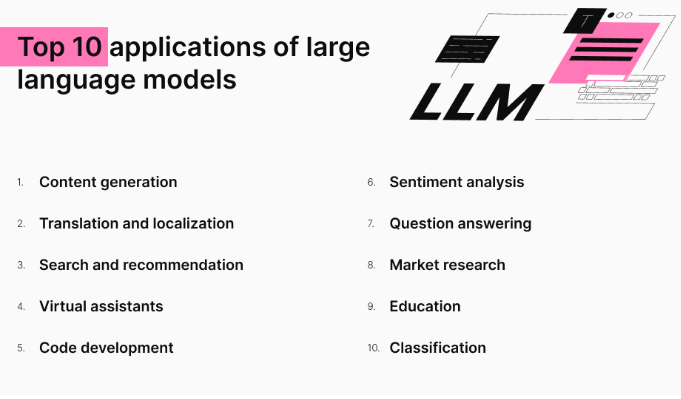 Top 10 applications of large
language models
T
LLM
1. Content generation
2. Translation and localization
3. Search and recommendation
4. Virtual assistants
5. Code development
6. Sentiment analysis
7. Question answering
8. Market research
9. Education
10. Classification